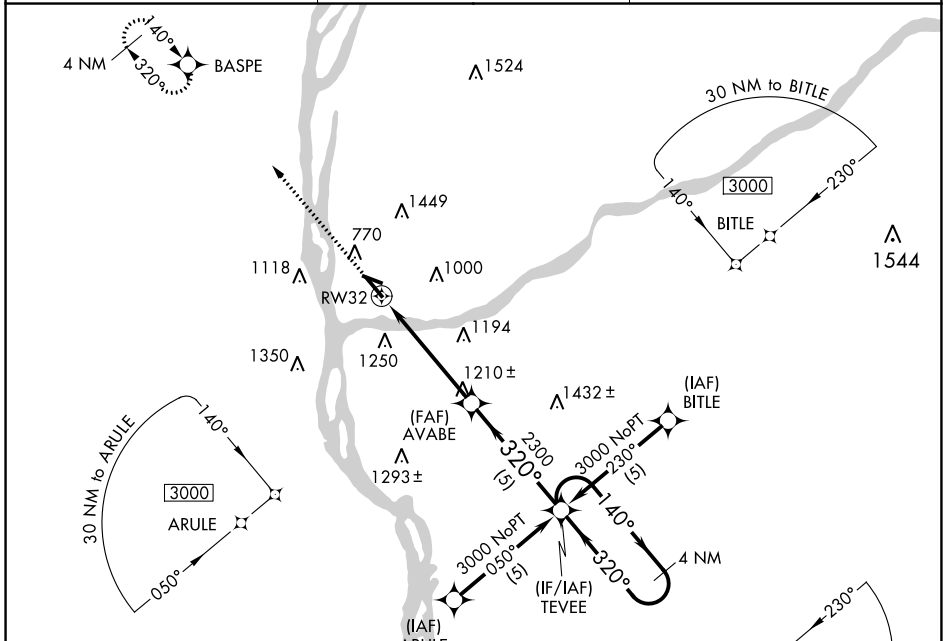 140°
4 NM
320°
BASPE
1524
30 NM to BITLE
140°
3000
230°
BITLE
1544
1449
770
1118
1000
RW32
1194
1250
1350
1210 ±
1432 ±
(IAF)
BITLE
(FAF)
AVABE
2300
320°
(5)
3000 NoPT
230°
(5)
30 NM to ARULE
140°
3000
ARULE
050°
1293 ±
140°
4 NM
320°
3000 NoPT
050°
(5)
(IF/IAF)
TEVEE
(IAF)
230°